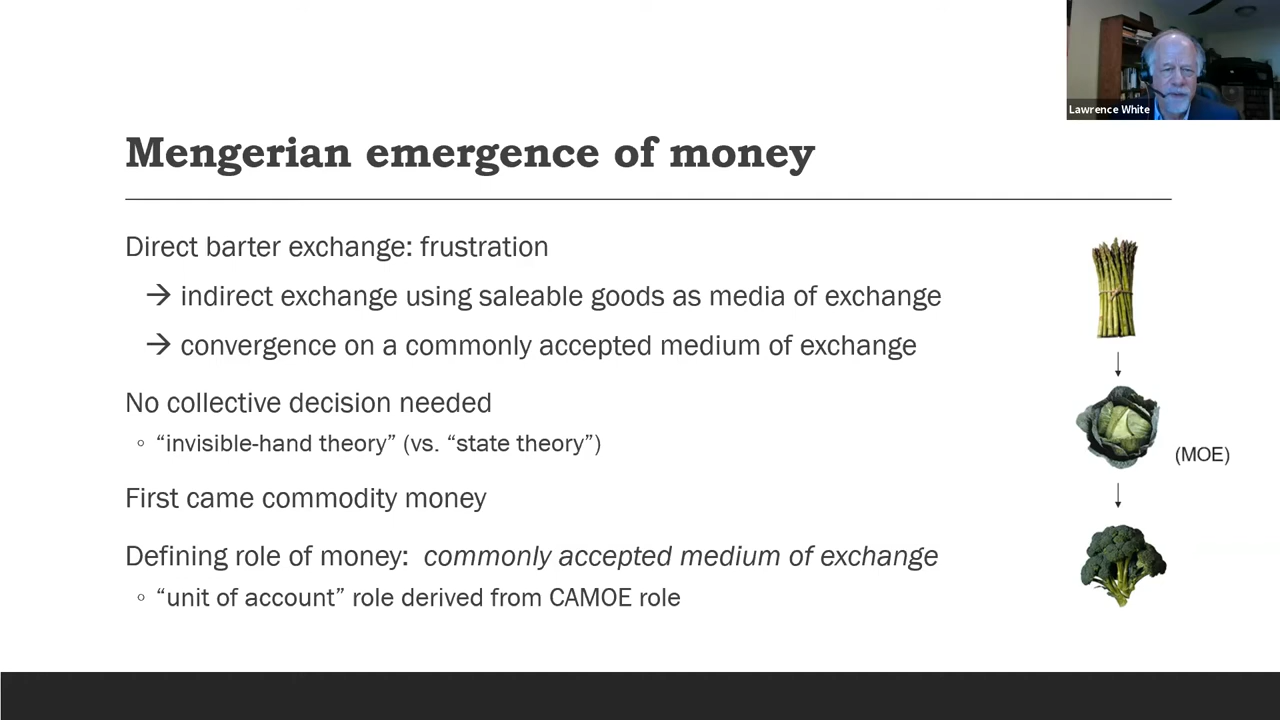 Lawrence White
Mengerian emergence of money
Direct barter exchange: frustration
→ indirect exchange using saleable goods as media of exchange
→ convergence on a commonly accepted medium of exchange
No collective decision needed
◦ “invisible-hand theory” (vs. “state theory”)
(MOE)
First came commodity money
Defining role of money: commonly accepted medium of exchange
◦ “unit of account” role derived from CAMOE role